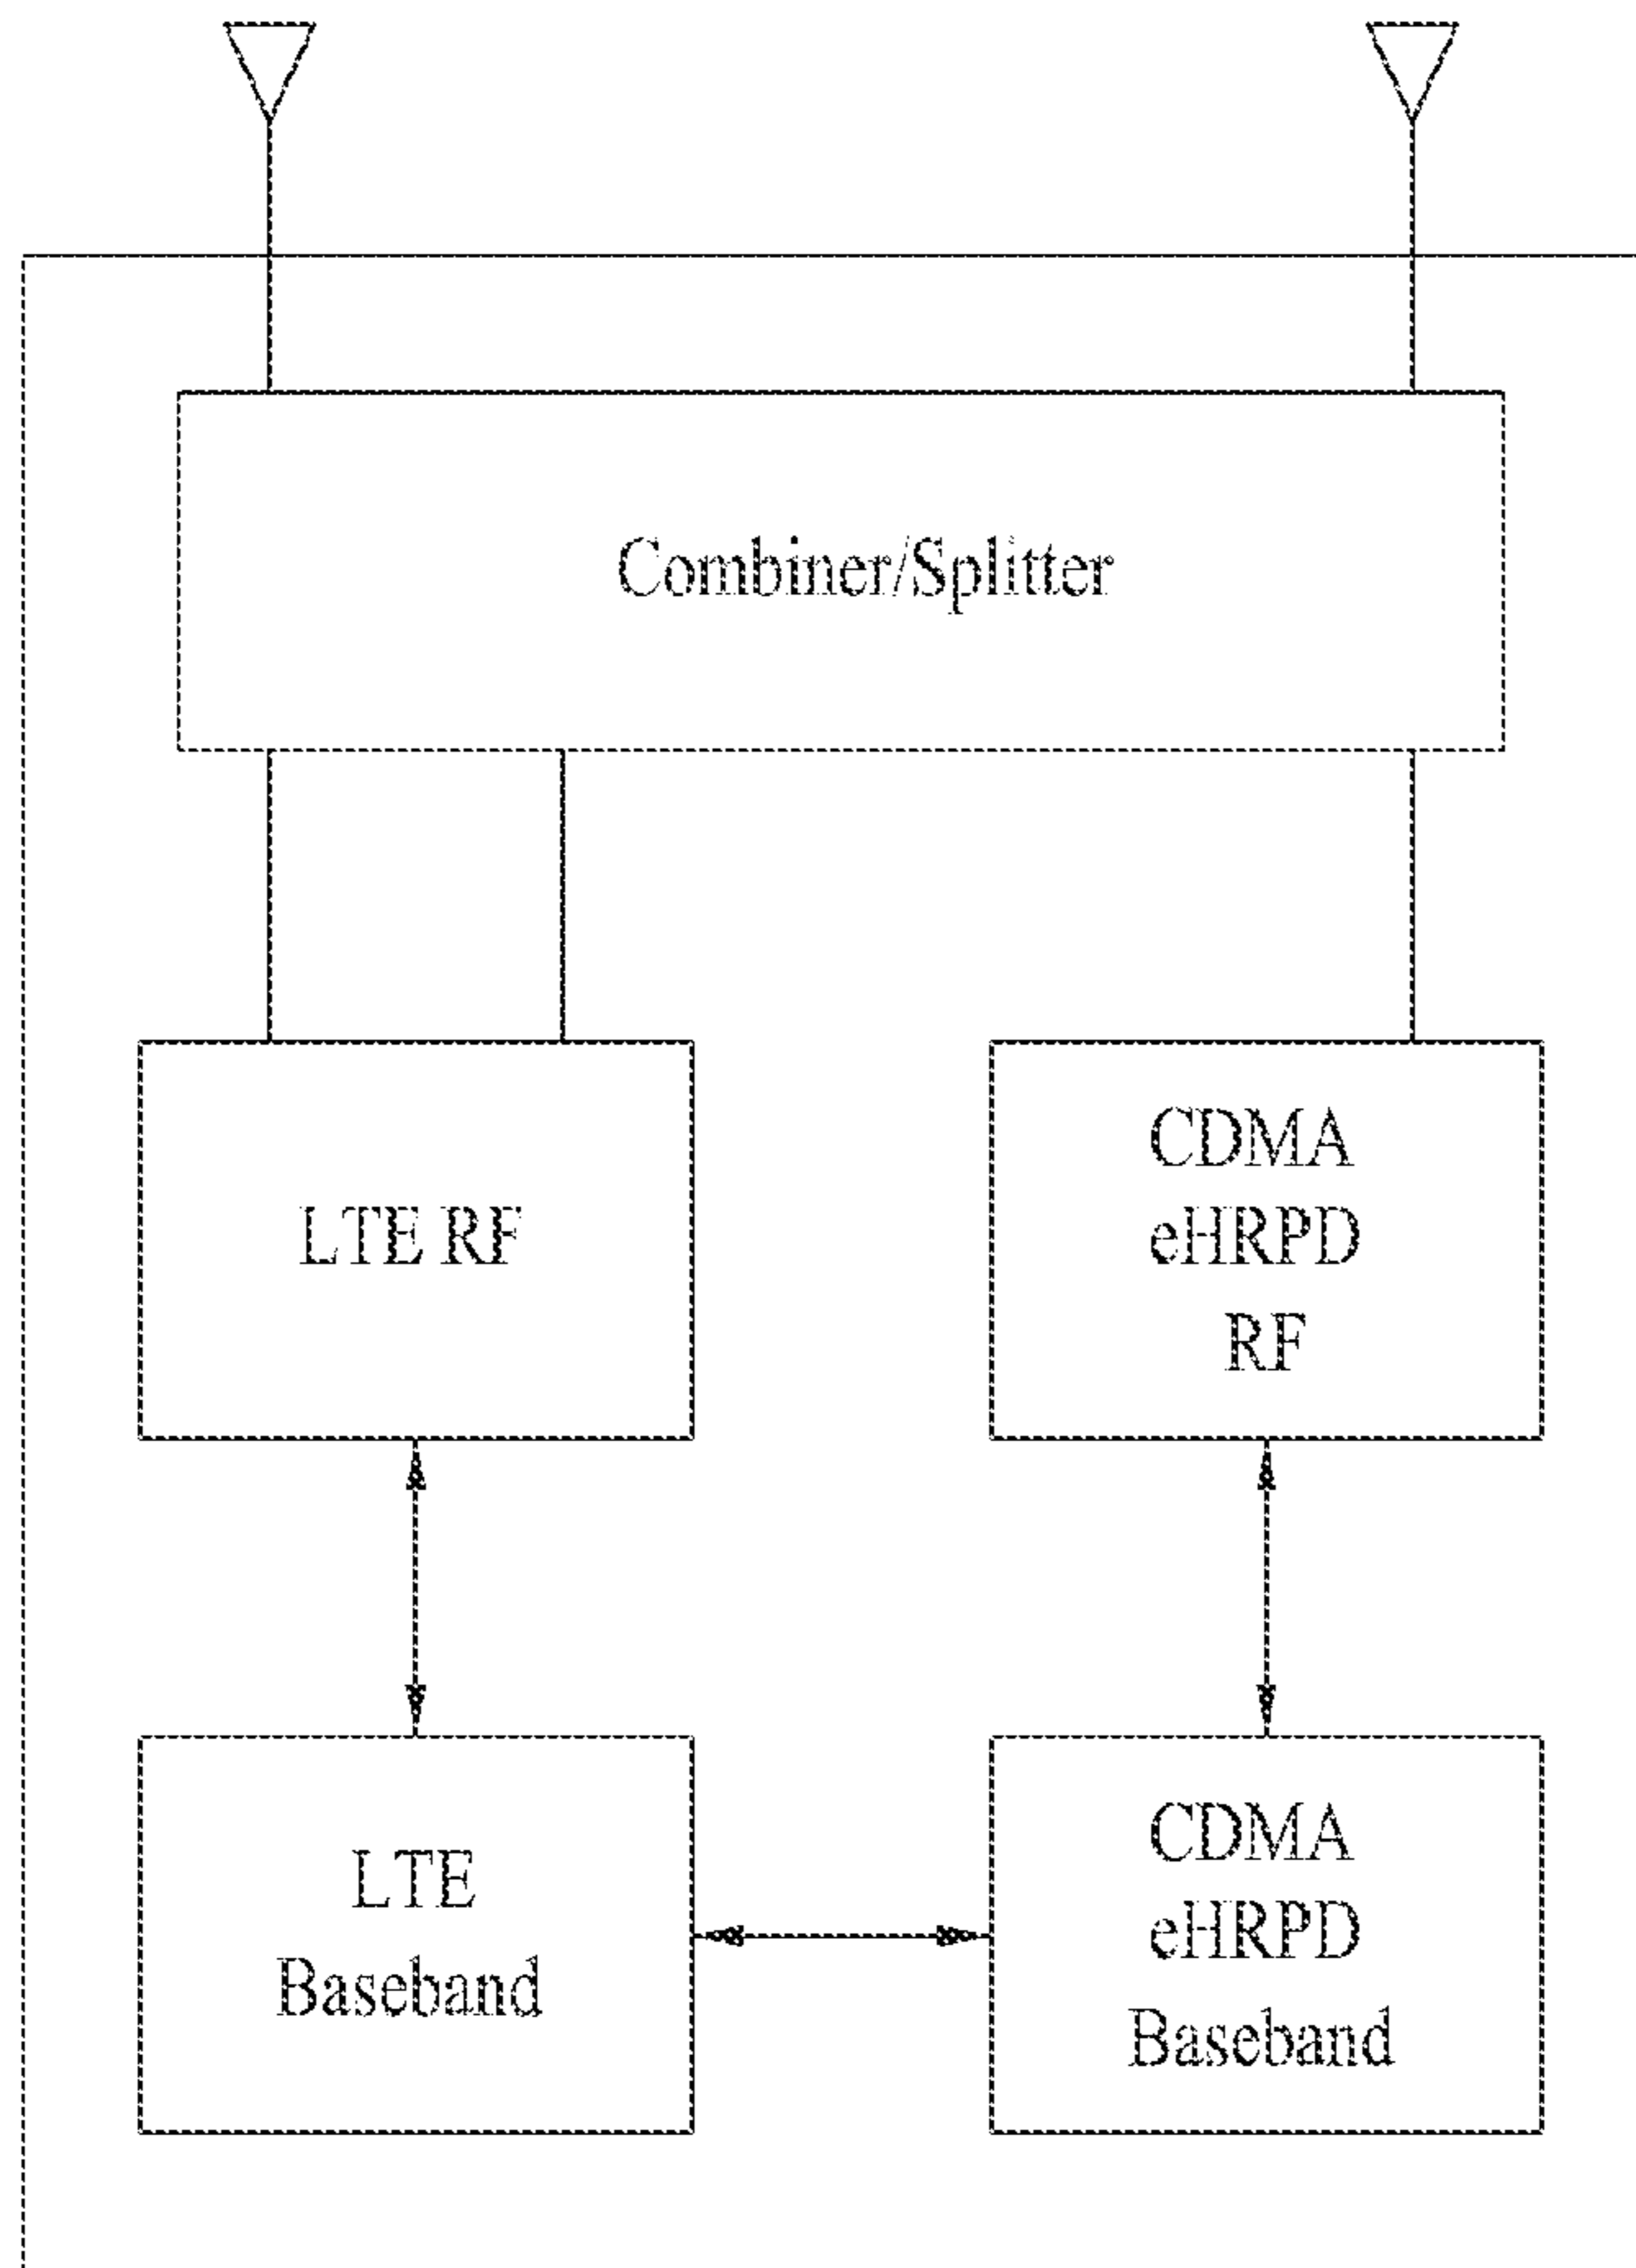 Combiner/Splitter
LTE RF
CDMA
eHRPD
RF
LTE
Baseband
CDMA
eHRPD
Baseband